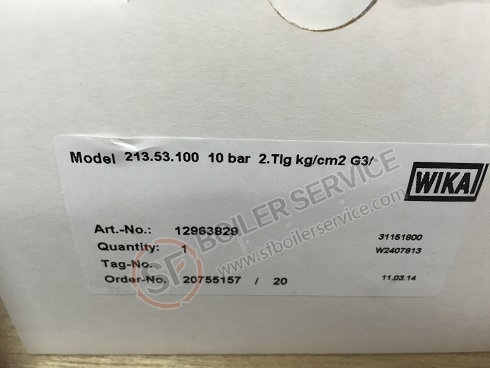 Model 213.53.100 10 bar 2.Tlg kg/cm2 G3/
WIKA
Art.-No.: 12963829
31151800
Quantity: 1
W2407813
Tag-No.
Order-No. 20755157 / 20
11.03.14
SF BOILER SERVICE
www.sfboilerservice.com